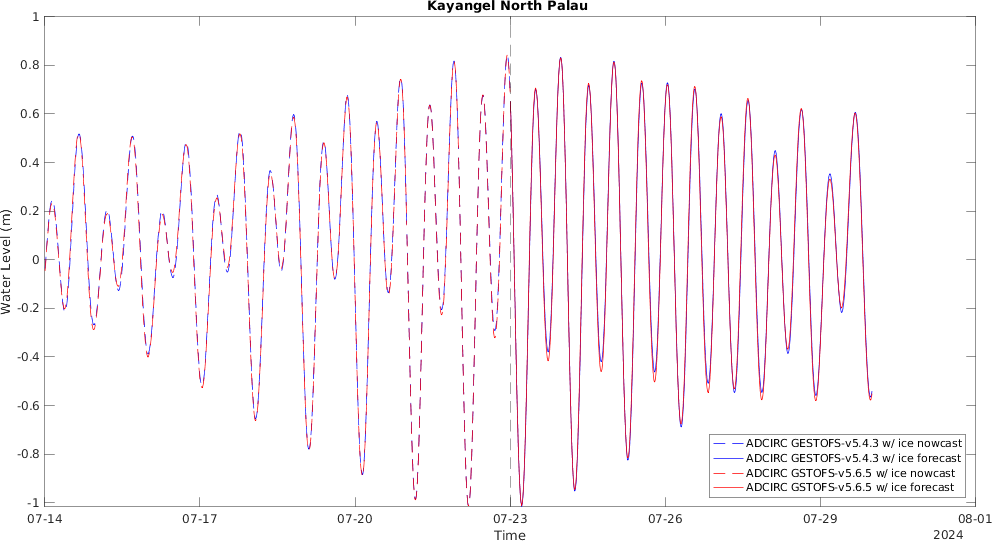 Kayangel North Palau
1
0.8
0.6
0.4
0.2
0
-0.2
-0.4
-0.6
-0.8
-1
Water Level (m)
ADCIRC GESTOFS-v5.4.3 w/ ice nowcast
ADCIRC GESTOFS-v5.4.3 w/ ice forecast
ADCIRC GSTOFS-v5.6.5 w/ ice nowcast
ADCIRC GSTOFS-v5.6.5 w/ ice forecast
07-14 07-17 07-20 07-23 07-26 07-29 08-01
Time
2024